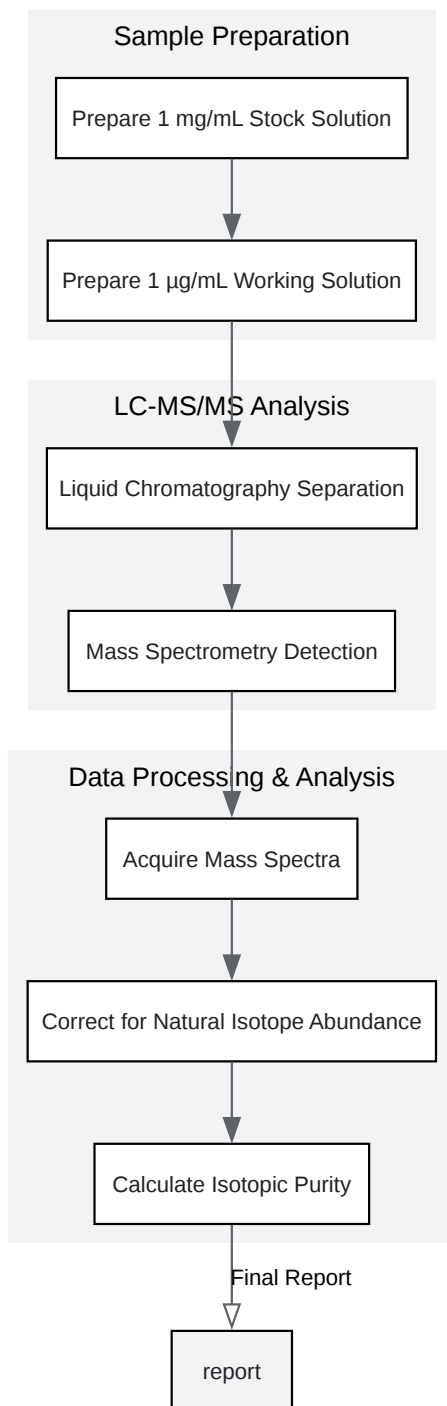 Sample Preparation
Prepare 1 mg/mL Stock Solution
Prepare 1 µg/mL Working Solution
LC-MS/MS Analysis
Liquid Chromatography Separation
Mass Spectrometry Detection
Data Processing & Analysis
Acquire Mass Spectra
Correct for Natural Isotope Abundance
Calculate Isotopic Purity
Final Report
report